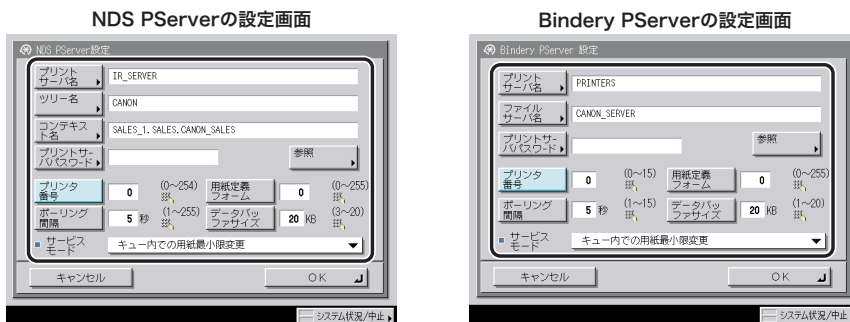 NDS PServerの設定画面
NDS PServer設定
プリント
サーバ名
IR_SERVER
ツリー名
CANON
コンテキス
ト名
SALES_1.SALES.CANON_SALES
プリントサー
バパスワード
参照
プリンタ
番号
0
(0~254)
用紙定義
フォーム
0
(0~255)
ポーリング
間隔
5 秒
(1~255)
データバッ
ファサイズ
20 KB
(3~20)
サービス
モード
キュー内での用紙最小限変更
キャンセル
OK
システム状況/中止
Bindery PServerの設定画面
Bindery PServer 設定
プリント
サーバ名
PRINTERS
ファイル
サーバ名
CANON_SERVER
プリントサー
バパスワード
参照
プリンタ
番号
0
(0~15)
用紙定義
フォーム
0
(0~255)
ポーリング
間隔
5 秒
(1~15)
データバッ
ファサイズ
20 KB
(1~20)
サービス
モード
キュー内での用紙最小限変更
キャンセル
OK
システム状況/中止